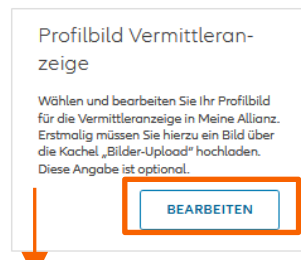 Profilbild Vermittleran-
zeige
Wählen und bearbeiten Sie Ihr Profilbild
für die Vermittleranzeige in Meine Allianz.
Erstmalig müssen Sie hierzu ein Bild über
die Kachel „Bilder-Upload" hochladen.
Diese Angabe ist optional.
BEARBEITEN